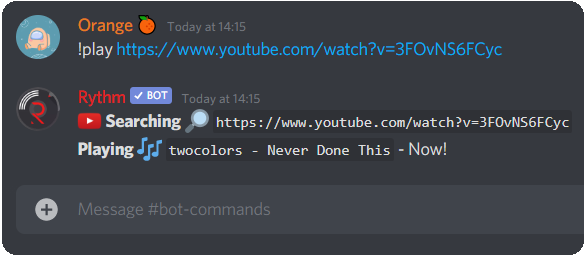 Orange 🍊 Today at 14:15
!play https://www.youtube.com/watch?v=3FOvNS6FCyc
Rythm ✔ BOT Today at 14:15
Searching 🔎 https://www.youtube.com/watch?v=3FOvNS6FCyc
Playing 🎶 twocolors - Never Done This - Now!
Message #bot-commands